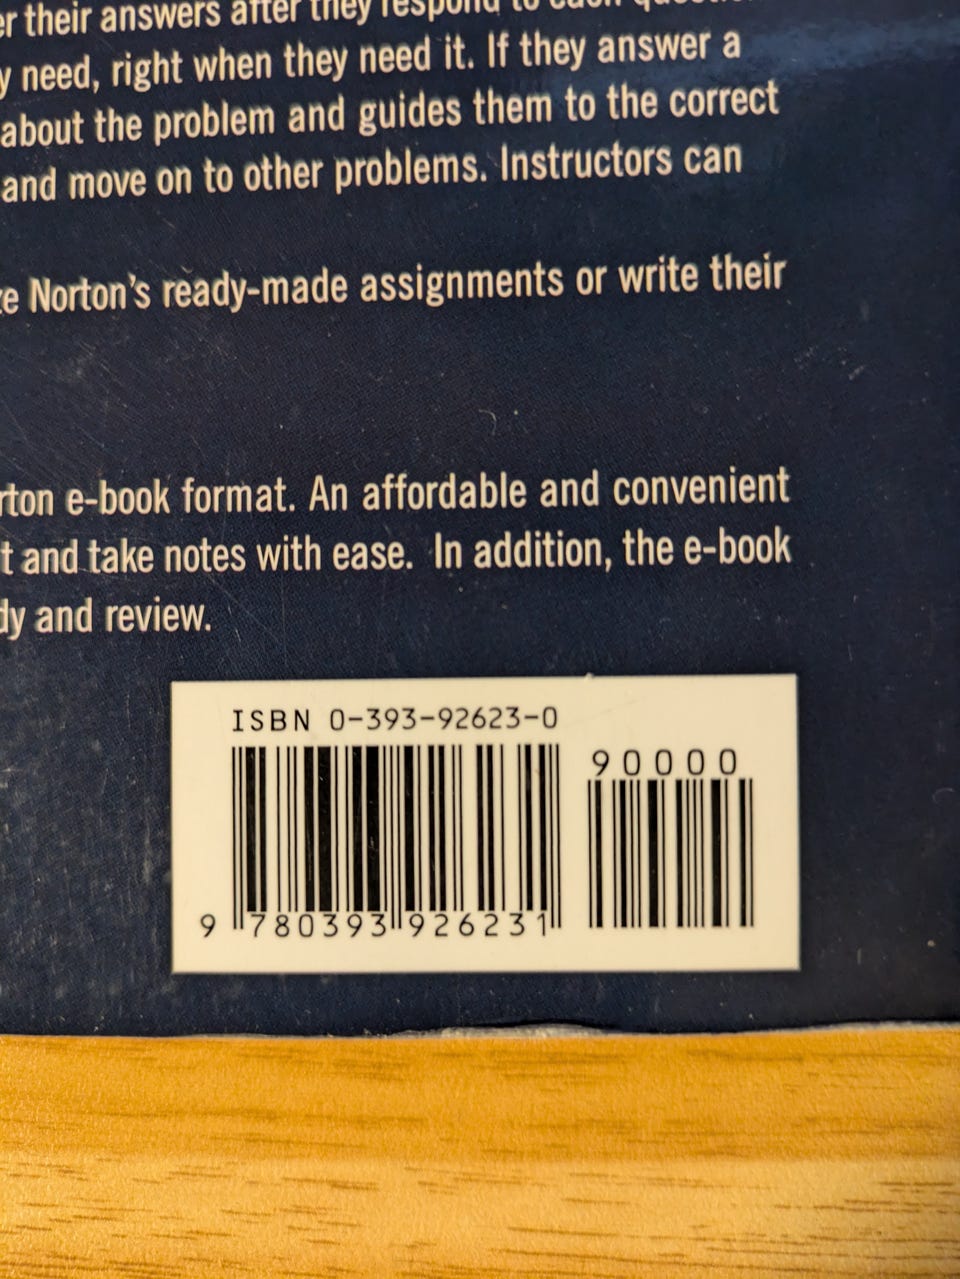 er their answers after they respond to each question
y need, right when they need it. If they answer a
about the problem and guides them to the correct
and move on to other problems. Instructors can
ze Norton's ready-made assignments or write their
rton e-book format. An affordable and convenient
t and take notes with ease. In addition, the e-book
dy and review.
ISBN 0-393-92623-0
90000
9 780393 926231